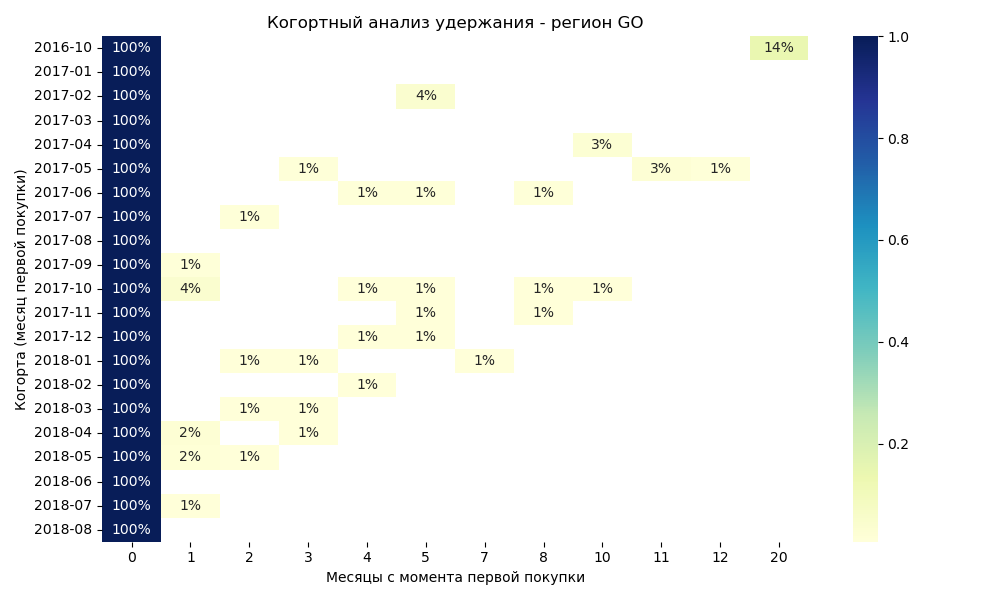 Когортный анализ удержания - регион GO
Когорта (месяц первой покупки)
2016-10 100% 14%
2017-01 100%
2017-02 100% 4%
2017-03 100%
2017-04 100% 3%
2017-05 100% 1% 3% 1%
2017-06 100% 1% 1% 1%
2017-07 100% 1%
2017-08 100%
2017-09 100% 1%
2017-10 100% 4% 1% 1% 1% 1%
2017-11 100% 1% 1%
2017-12 100% 1% 1%
2018-01 100% 1% 1% 1%
2018-02 100% 1%
2018-03 100% 1% 1%
2018-04 100% 2% 1%
2018-05 100% 2% 1%
2018-06 100%
2018-07 100% 1%
2018-08 100%
0 1 2 3 4 5 7 8 10 11 12 20
Месяцы с момента первой покупки
1.0
0.8
0.6
0.4
0.2